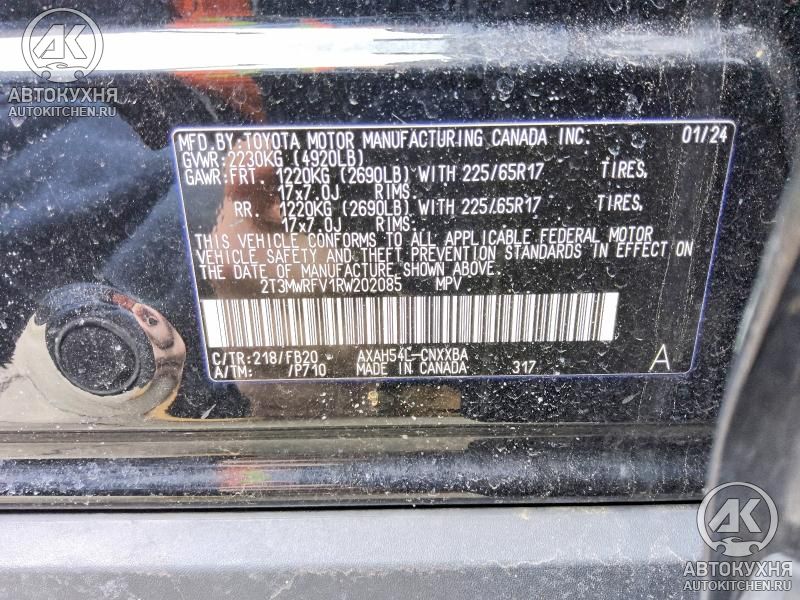 АК
АВТОКУХНЯ
AUTOKITCHEN.RU
MFD.BY:TOYOTA MOTOR MANUFACTURING CANADA INC. 01/24
GVWR:2230KG (4920LB)
GAWR:FRT. 1220KG (2690LB) WITH 225/65R17 TIRES,
17x7.0J RIMS,
RR. 1220KG (2690LB) WITH 225/65R17 TIRES,
17x7.0J RIMS.
THIS VEHICLE CONFORMS TO ALL APPLICABLE FEDERAL MOTOR
VEHICLE SAFETY AND THEFT PREVENTION STANDARDS IN EFFECT ON
THE DATE OF MANUFACTURE SHOWN ABOVE.
2T3MWRFV1RW202085 MPV
C/TR:218/FB20 AXAH54L-CNXXBA
A/TM: /P710 MADE IN CANADA 317 A
АК
АВТОКУХНЯ
AUTOKITCHEN.RU